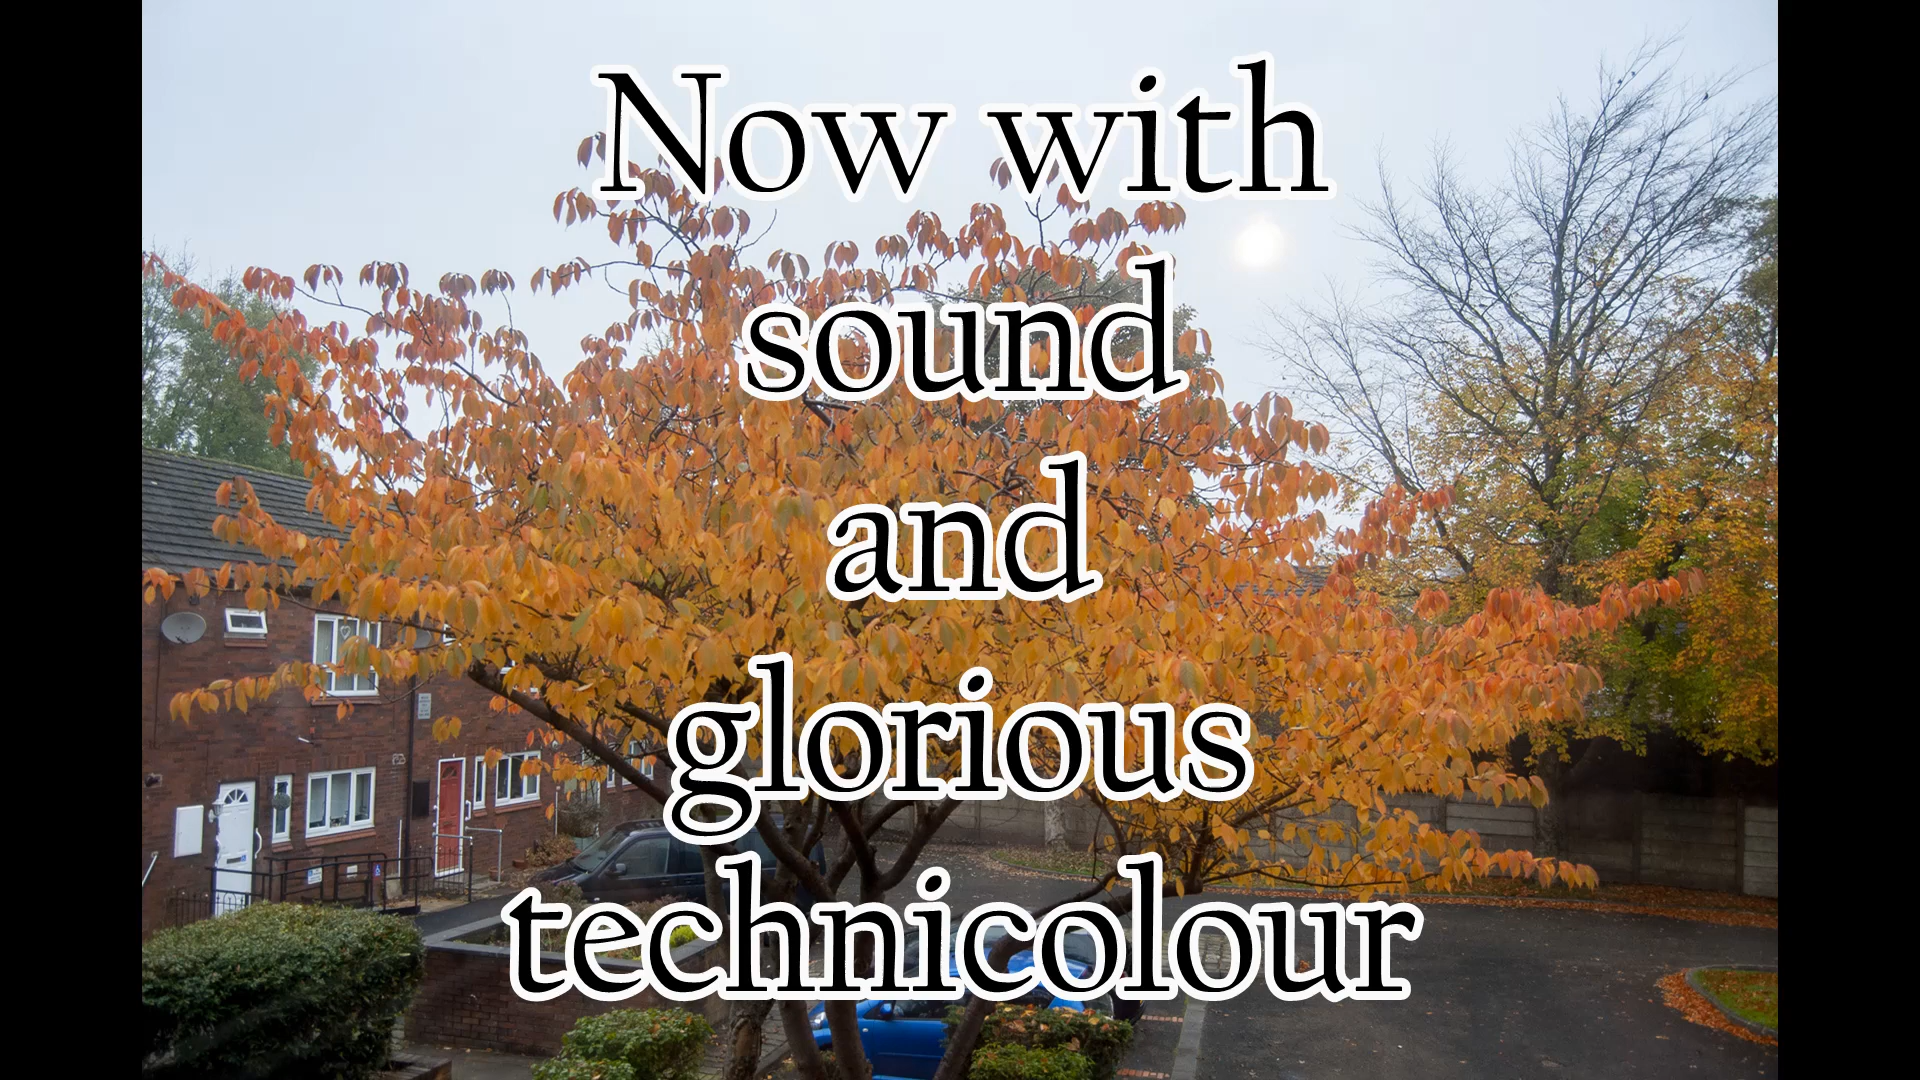 Now with
sound
and
glorious
technicolour